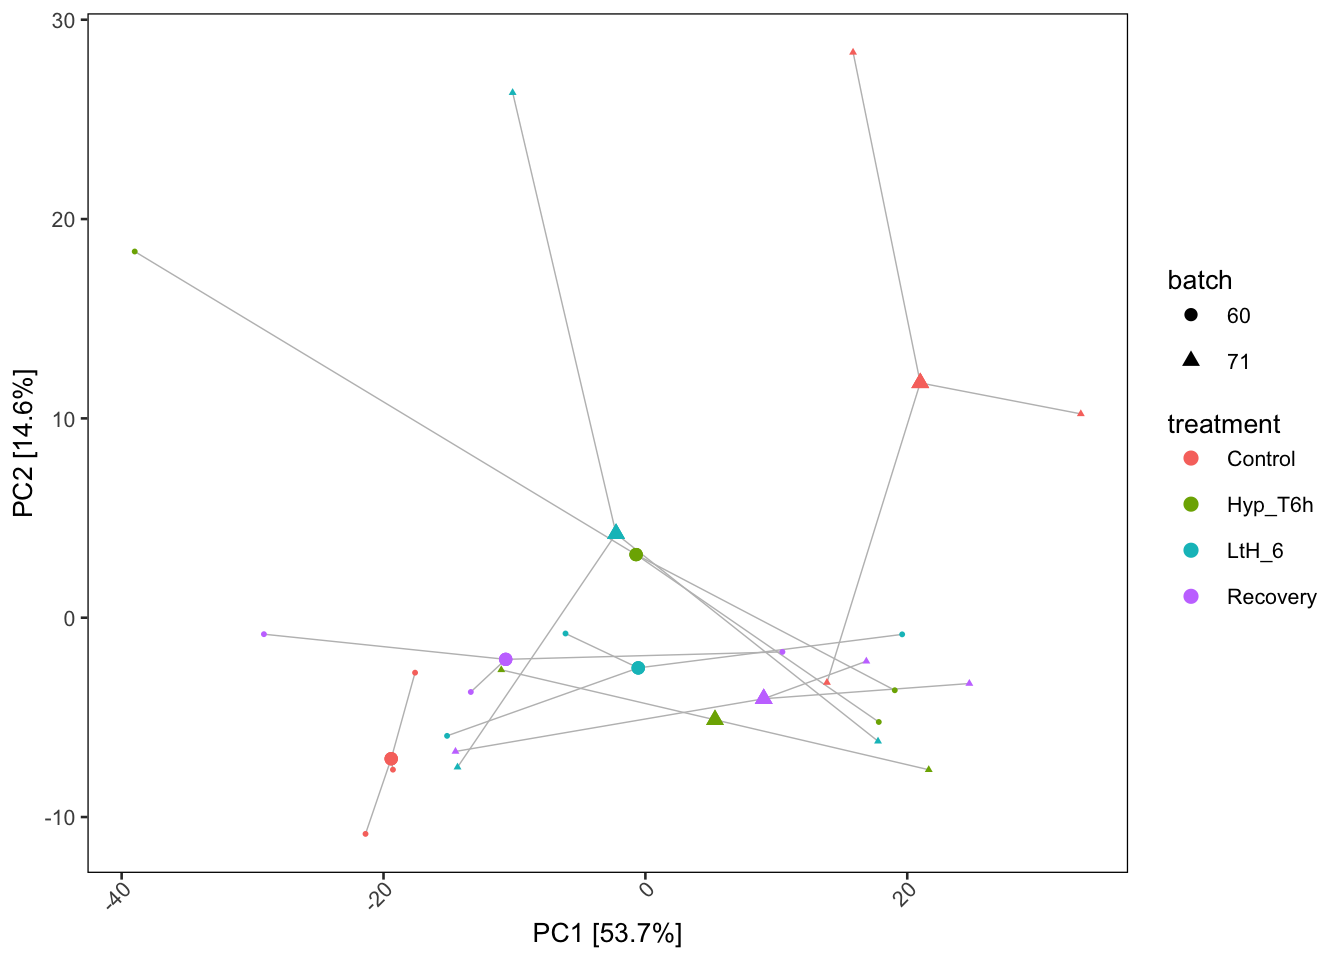 30
20
10
0
-10
PC2 [14.6%]
-40
-20
0
20
PC1 [53.7%]
batch
60
71
treatment
Control
Hyp_T6h
LtH_6
Recovery